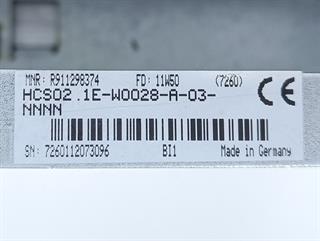 MNR: R911298374 FD: 11W50 (7260)
HCS02.1E-W0028-A-03-
NNNN
CE
SN: 7260112073096 BI1 Made in Germany